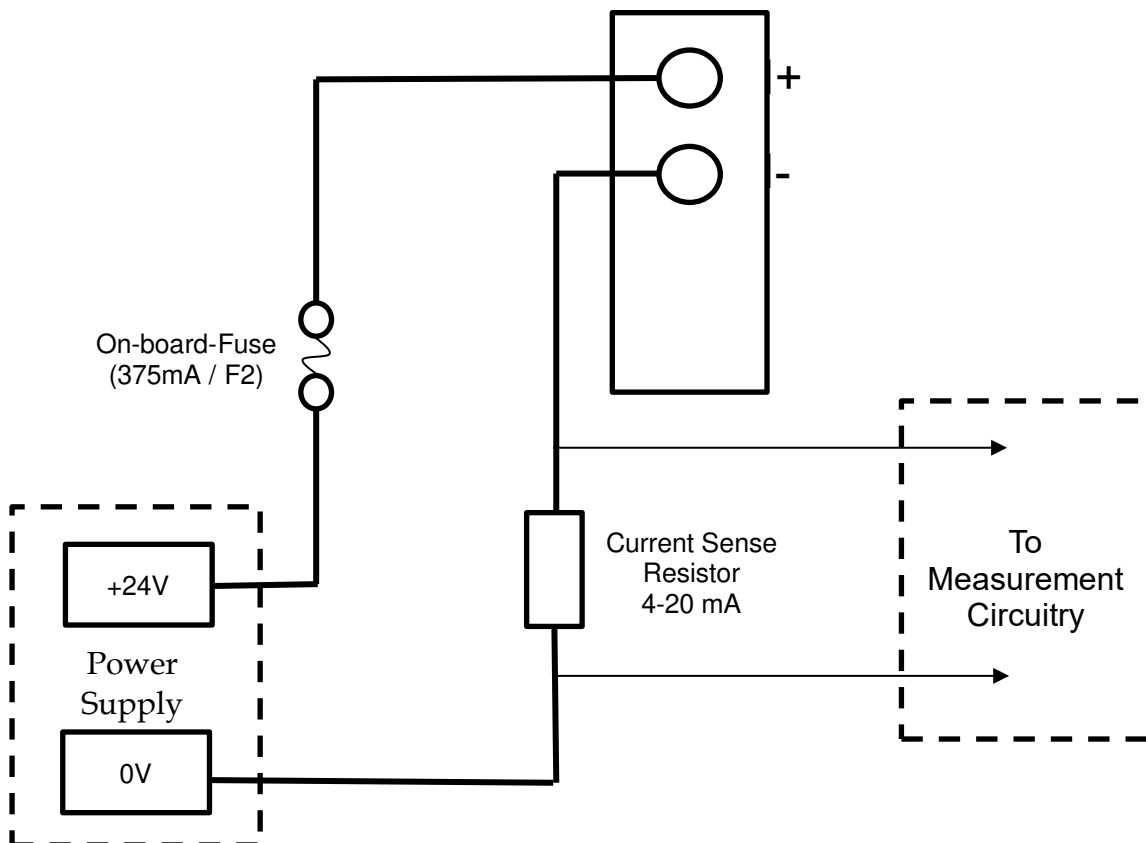 +
-
On-board-Fuse
(375mA / F2)
+24V
Power
Supply
0V
Current Sense
Resistor
4-20 mA
To
Measurement
Circuitry